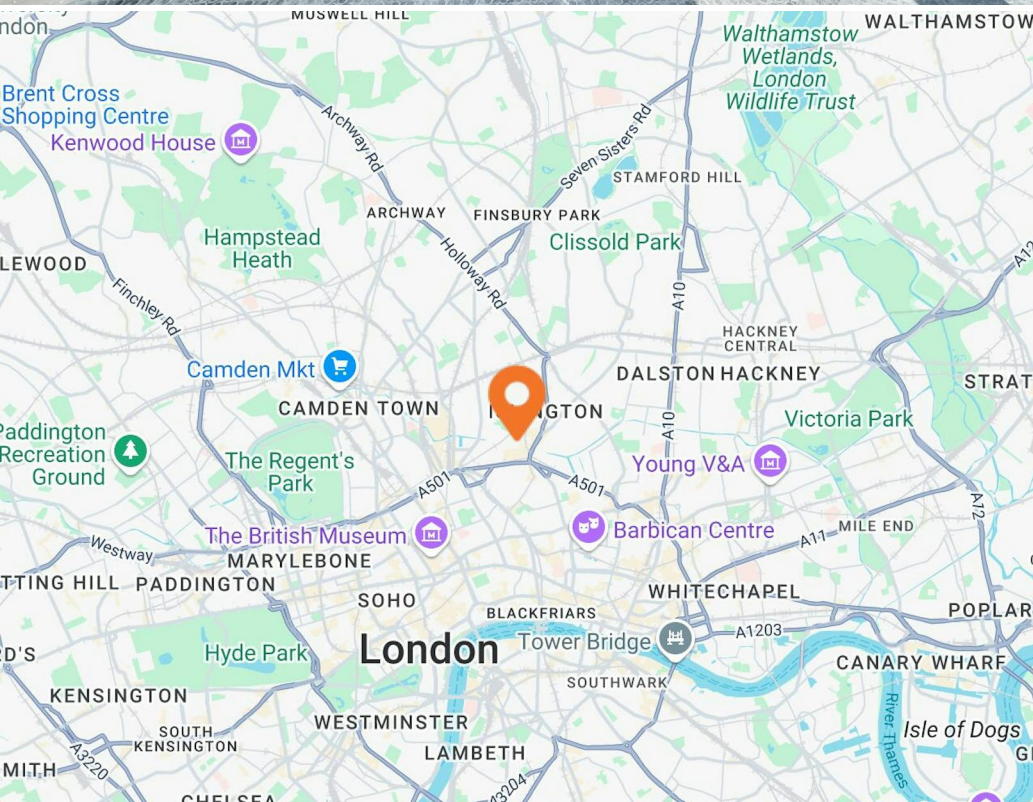 MUSWELL HILL
WALTHAMSTOW
ndon
Walthamstow
Wetlands,
London
Wildlife Trust
Brent Cross
Shopping Centre
Kenwood House
Archway Rd
Seven Sisters Rd
STAMFORD HILL
ARCHWAY
FINSBURY PARK
Hampstead
Heath
Clissold Park
LEWOOD
Holloway Rd
A12
Finchley Rd
A10
HACKNEY
CENTRAL
Camden Mkt
DALSTON
HACKNEY
STRAT
CAMDEN TOWN
NGTON
Victoria Park
A10
Paddington
Recreation
Ground
The Regent's
Park
Young V&A
A501
A501
A12
The British Museum
Barbican Centre
MILE END
A11
Westway
MARYLEBONE
TTING HILL
PADDINGTON
WHITECHAPEL
SOHO
BLACKFRIARS
POPLAR
London
Tower Bridge
A1203
D'S
Hyde Park
CANARY WHARF
KENSINGTON
SOUTHWARK
WESTMINSTER
River Thames
Isle of Dogs
SOUTH
KENSINGTON
LAMBETH
G
A3220
MITH
A3204
CHELSEA